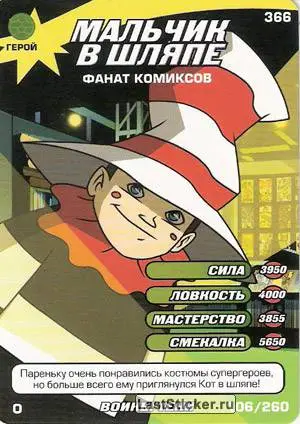 366
ГЕРОЙ
МАЛЬЧИК
В ШЛЯПЕ
ФАНАТ КОМИКСОВ
СИЛА 3950
ЛОВКОСТЬ 4000
МАСТЕРСТВО 3855
СМЕКАЛКА 5650
Пареньку очень понравились костюмы супергероев,
но больше всего ему приглянулся Кот в шляпе!
0 06/260
LastSticker.ru